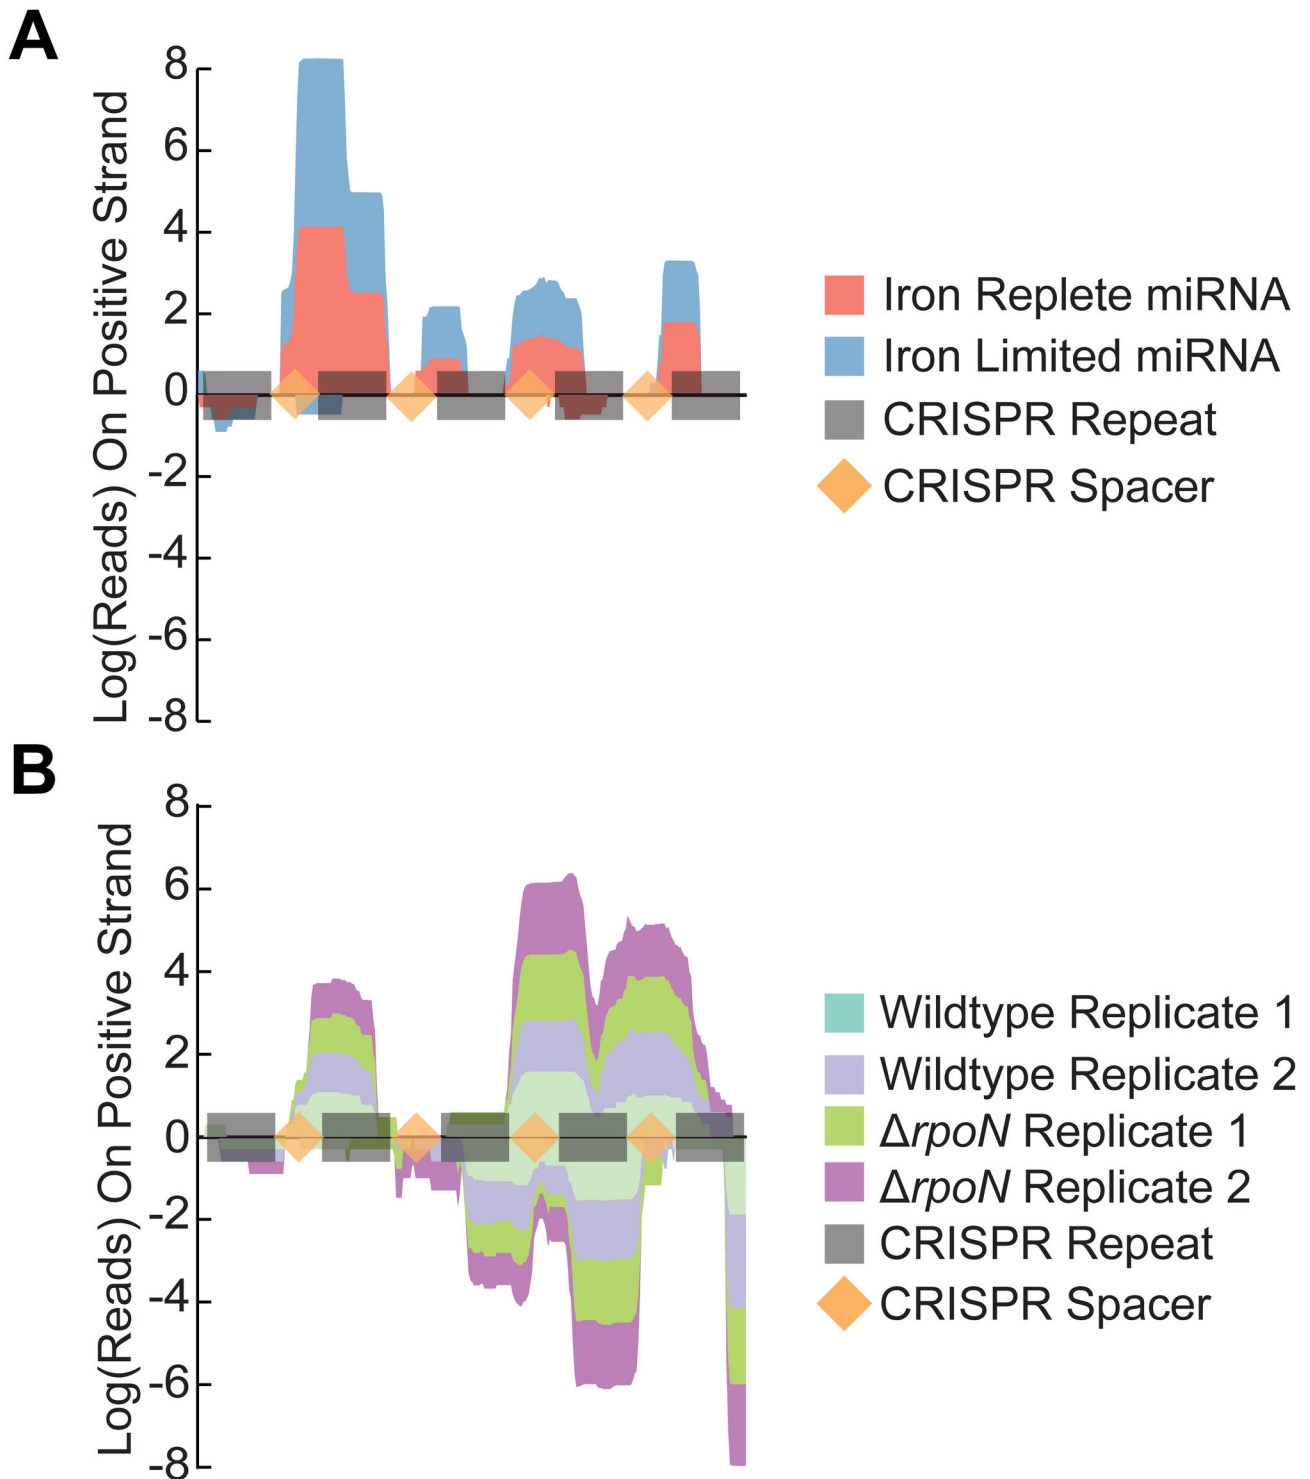 A
Log(Reads) On Positive Strand
8
6
4
2
0
-2
-4
-6
-8
Iron Replete miRNA
Iron Limited miRNA
CRISPR Repeat
CRISPR Spacer
B
Log(Reads) On Positive Strand
8
6
4
2
0
-2
-4
-6
-8
Wildtype Replicate 1
Wildtype Replicate 2
ΔrpoN Replicate 1
ΔrpoN Replicate 2
CRISPR Repeat
CRISPR Spacer